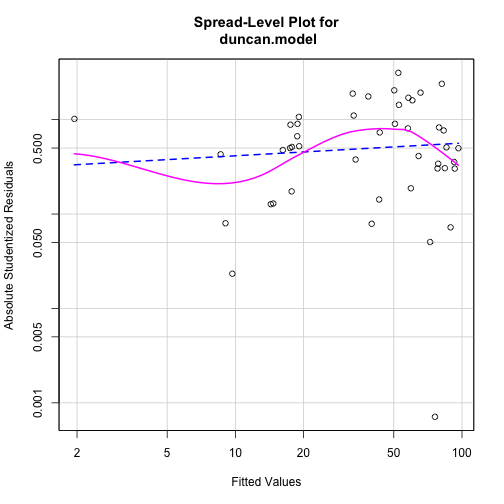 Spread-Level Plot for
duncan.model
Absolute Studentized Residuals
0.500
0.050
0.005
0.001
2 5 10 20 50 100
Fitted Values